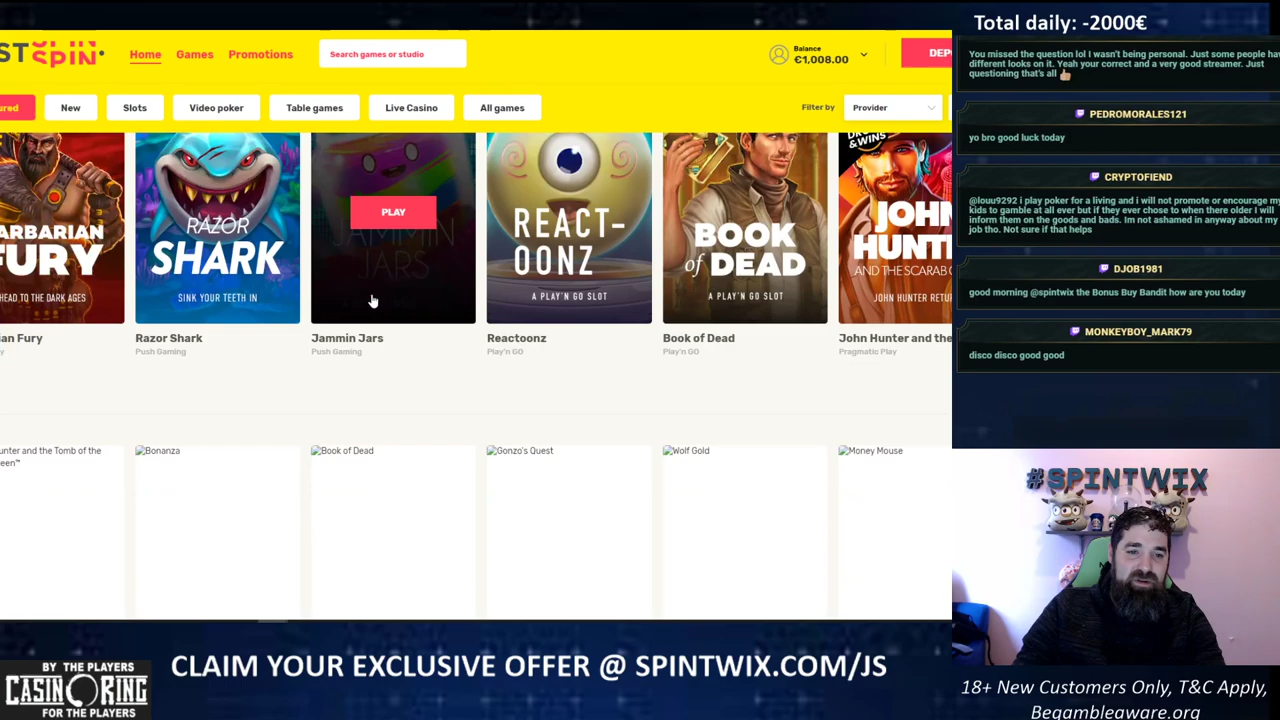 Total daily: -2000€
ST SPIN
Home Games Promotions Search games or studio
Balance
€1,008.00
DEP
ured New Slots Video poker Table games Live Casino All games Filter by Provider
You missed the question lol I wasn't being personal. Just some people hav
different looks on it. Yeah your correct and a very good streamer. Just
questioning that's all
PEDROMORALES121
yo bro good luck today
CRYPTOFIEND
@louu9292 i play poker for a living and i will not promote or encourage my
kids to gamble at all ever but if they ever chose to when there older I will
inform them on the goods and bads. Im not ashamed in anyway about my
job tho. Not sure if that helps
DJOB1981
good morning @spintwix the Bonus Buy Bandit how are you today
MONKEYBOY_MARK79
disco disco good good
ARBARIAN
FURY
HEAD TO THE DARK AGES
RAZOR
SHARK
SINK YOUR TEETH IN
PLAY
JAMMIN
JARS
REACT-
OONZ
A PLAY'N GO SLOT
BOOK
of DEAD
A PLAY'N GO SLOT
& WINS
JOHN
HUNT
AND THE SCARAB
JOHN HUNTER RETU
ian Fury Razor Shark Jammin Jars Reactoonz Book of Dead John Hunter and the
y Push Gaming Push Gaming Play'n GO Play'n GO Pragmatic Play
unter and the Tomb of the
een™
Bonanza Book of Dead Gonzo's Quest Wolf Gold Money Mouse
#SPINTWIX
BY THE PLAYERS
CASINO RING
FOR THE PLAYERS
CLAIM YOUR EXCLUSIVE OFFER @ SPINTWIX.COM/JS
18+ New Customers Only, T&C Apply,
Begambleaware.org